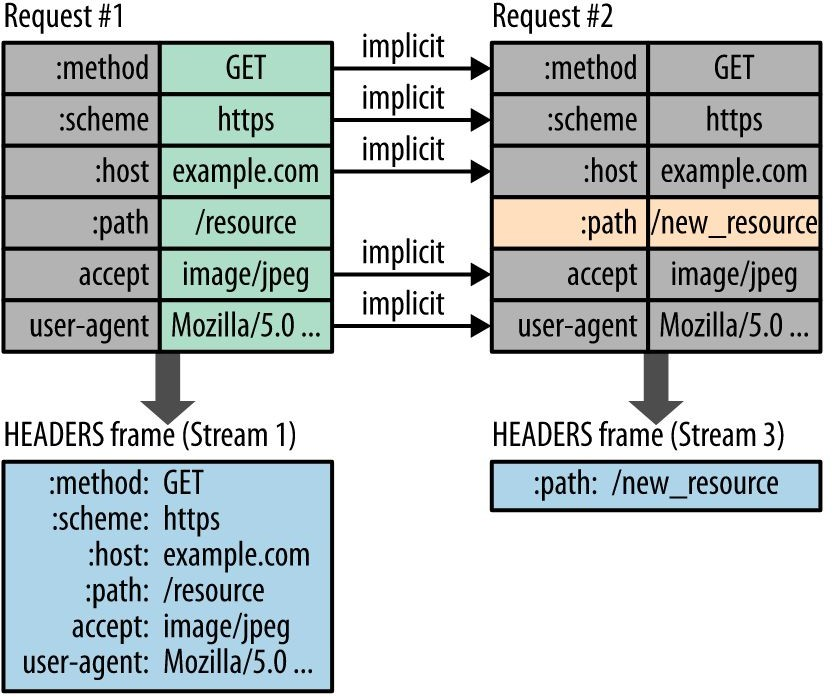 Request #1
:method GET
:scheme https
:host example.com
:path /resource
accept image/jpeg
user-agent Mozilla/5.0 ...
implicit
implicit
implicit
implicit
implicit
Request #2
:method GET
:scheme https
:host example.com
:path /new_resource
accept image/jpeg
user-agent Mozilla/5.0 ...
HEADERS frame (Stream 1)
:method: GET
:scheme: https
:host: example.com
:path: /resource
accept: image/jpeg
user-agent: Mozilla/5.0 ...
HEADERS frame (Stream 3)
:path: /new_resource